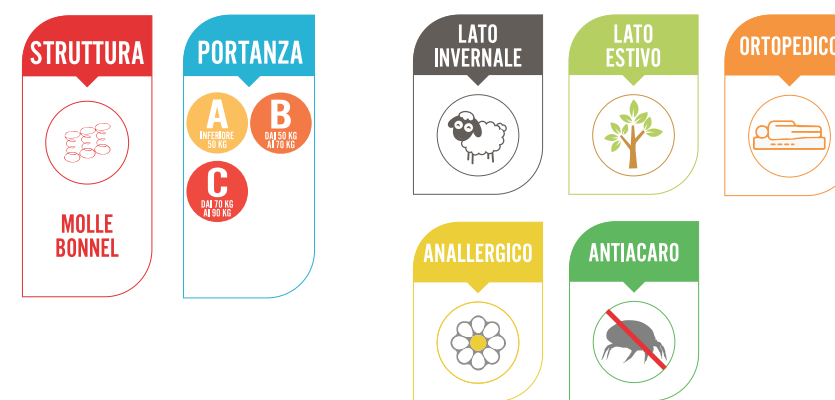 STRUTTURA
MOLLE
BONNEL
PORTANZA
A
INFERIORE
50 KG
B
DAI 50 KG
AI 70 KG
C
DAI 70 KG
AI 90 KG
LATO
INVERNALE
LATO
ESTIVO
ORTOPEDICO
ANALLERGICO
ANTIACARO